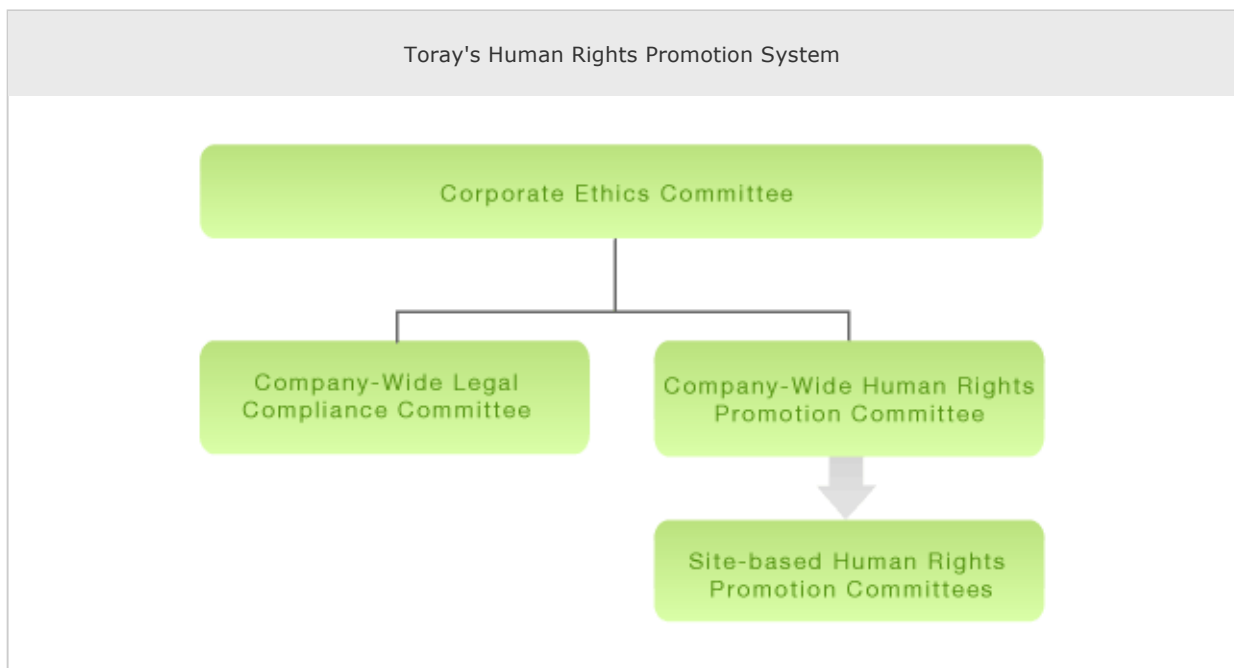 Toray's Human Rights Promotion System
Corporate Ethics Committee
Company-Wide Legal
Compliance Committee
Company-Wide Human Rights
Promotion Committee
Site-based Human Rights
Promotion Committees